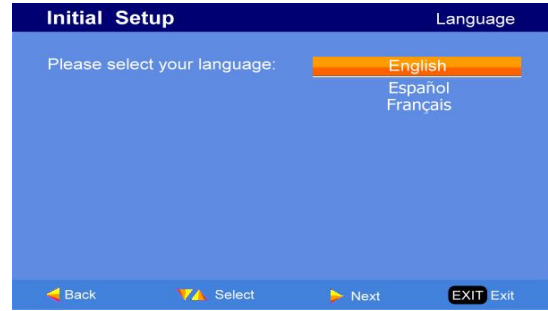 Initial Setup Language
Please select your language: English
Español
Français
Back Select Next EXIT Exit